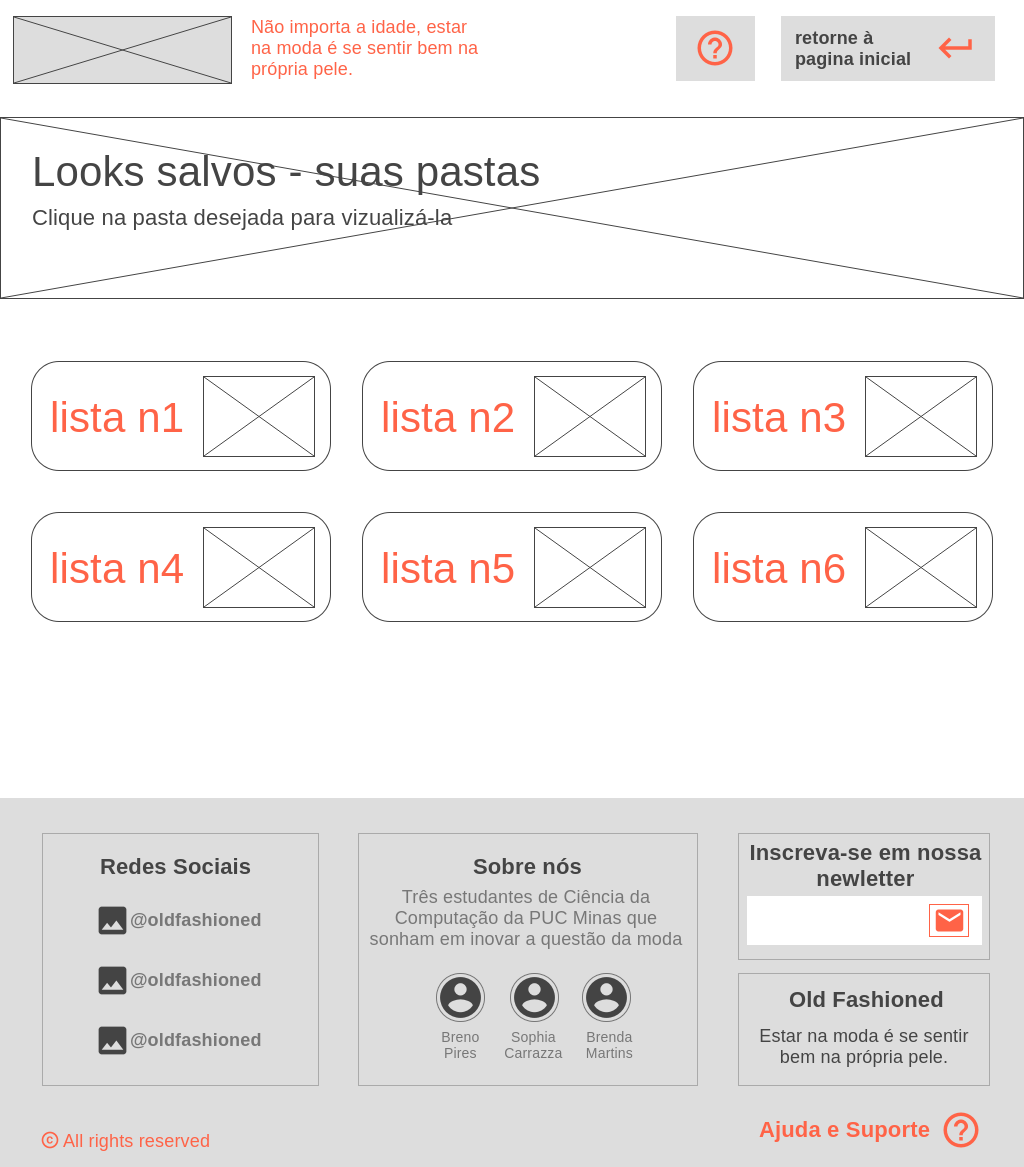 Não importa a idade, estar
na moda é se sentir bem na
própria pele.
retorne à
pagina inicial
Looks salvos - suas pastas
Clique na pasta desejada para vizualizá-la
lista n1
lista n2
lista n3
lista n4
lista n5
lista n6
Redes Sociais
@oldfashioned
@oldfashioned
@oldfashioned
Sobre nós
Três estudantes de Ciência da
Computação da PUC Minas que
sonham em inovar a questão da moda
Breno
Pires
Sophia
Carrazza
Brenda
Martins
Inscreva-se em nossa
newletter
Old Fashioned
Estar na moda é se sentir
bem na própria pele.
© All rights reserved
Ajuda e Suporte